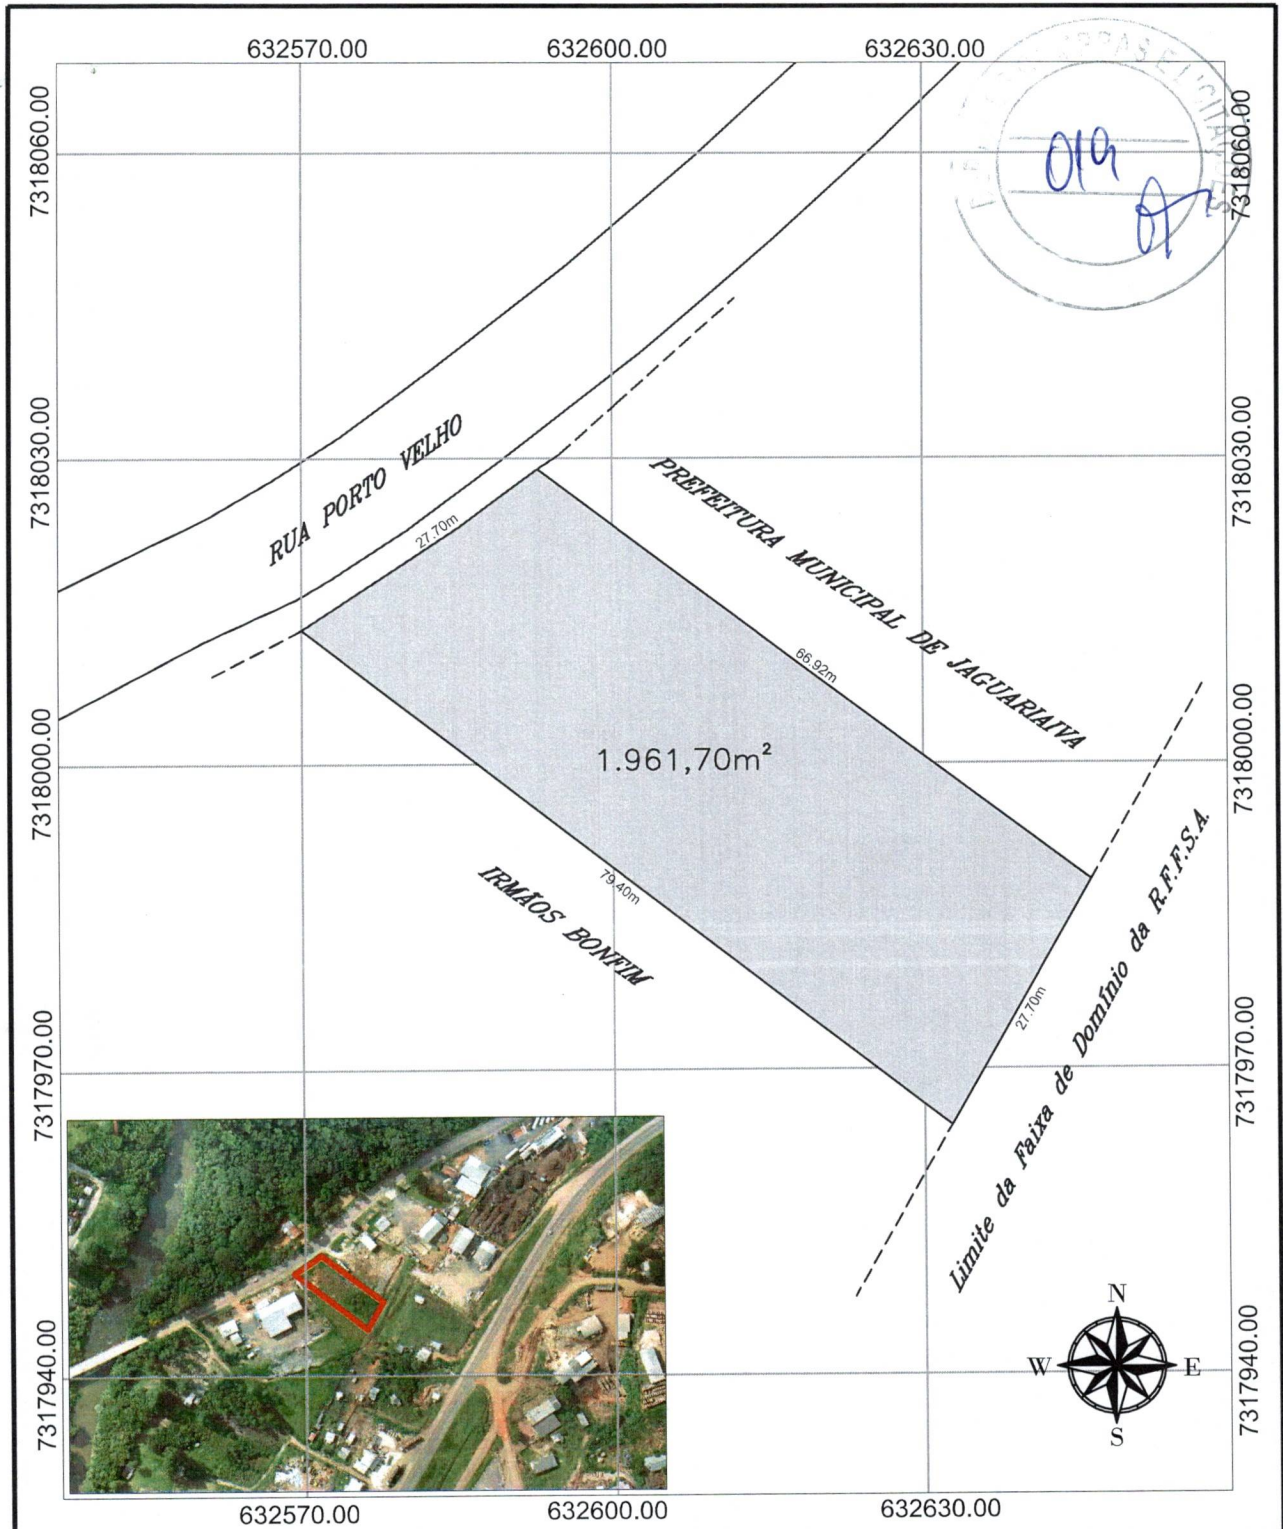 632570.00 632600.00 632630.00
7318060.00
7318060.00
019
7318030.00
7318030.00
RUA PORTO VELHO
27.70m
PREFEITURA MUNICIPAL DE JAGUARIAIVA
66.92m
7318000.00
7318000.00
1.961,70m²
79.40m
IRMÃOS BONFIM
27.70m
Limite da Faixa de Domínio da R.F.F.S.A.
7317970.00
7317970.00
N
W E
S
7317940.00
7317940.00
632570.00 632600.00 632630.00